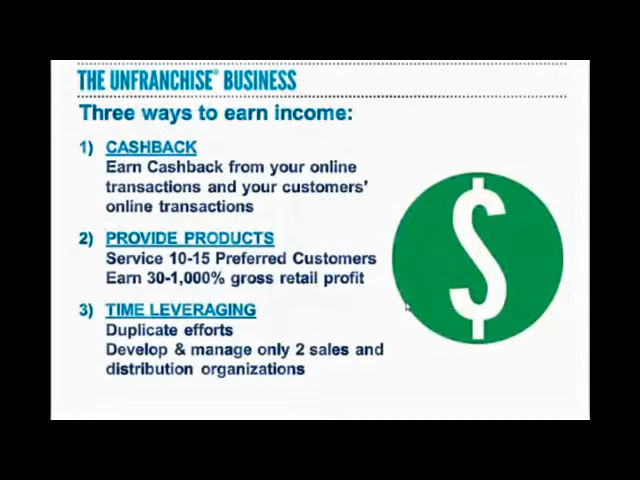 THE UNFRANCHISE® BUSINESS
Three ways to earn income:
1) CASHBACK
Earn Cashback from your online
transactions and your customers'
online transactions
2) PROVIDE PRODUCTS
Service 10-15 Preferred Customers
Earn 30-1,000% gross retail profit
3) TIME LEVERAGING
Duplicate efforts
Develop & manage only 2 sales and
distribution organizations
$